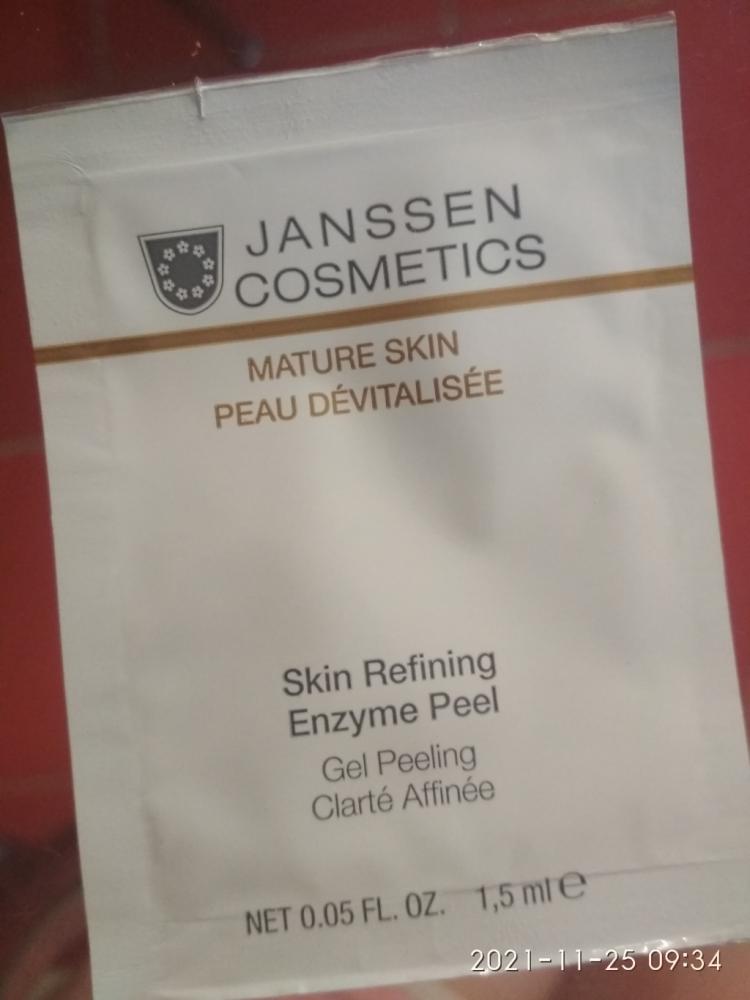 JANSSEN
COSMETICS
MATURE SKIN
PEAU DÉVITALISÉE
Skin Refining
Enzyme Peel
Gel Peeling
Clarté Affinée
NET 0.05 FL. OZ. 1,5 ml ℮
2021-11-25 09:34